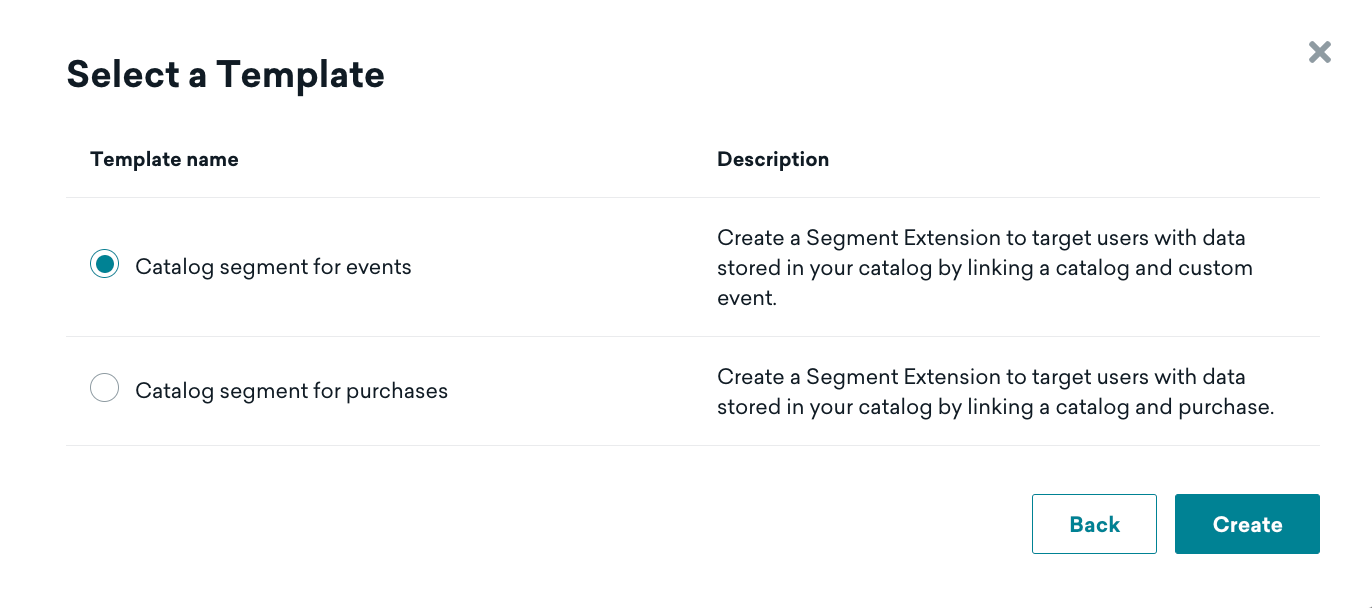 Select a Template
Template name
Description
Catalog segment for events
Create a Segment Extension to target users with data
stored in your catalog by linking a catalog and custom
event.
Catalog segment for purchases
Create a Segment Extension to target users with data
stored in your catalog by linking a catalog and purchase.
Back
Create